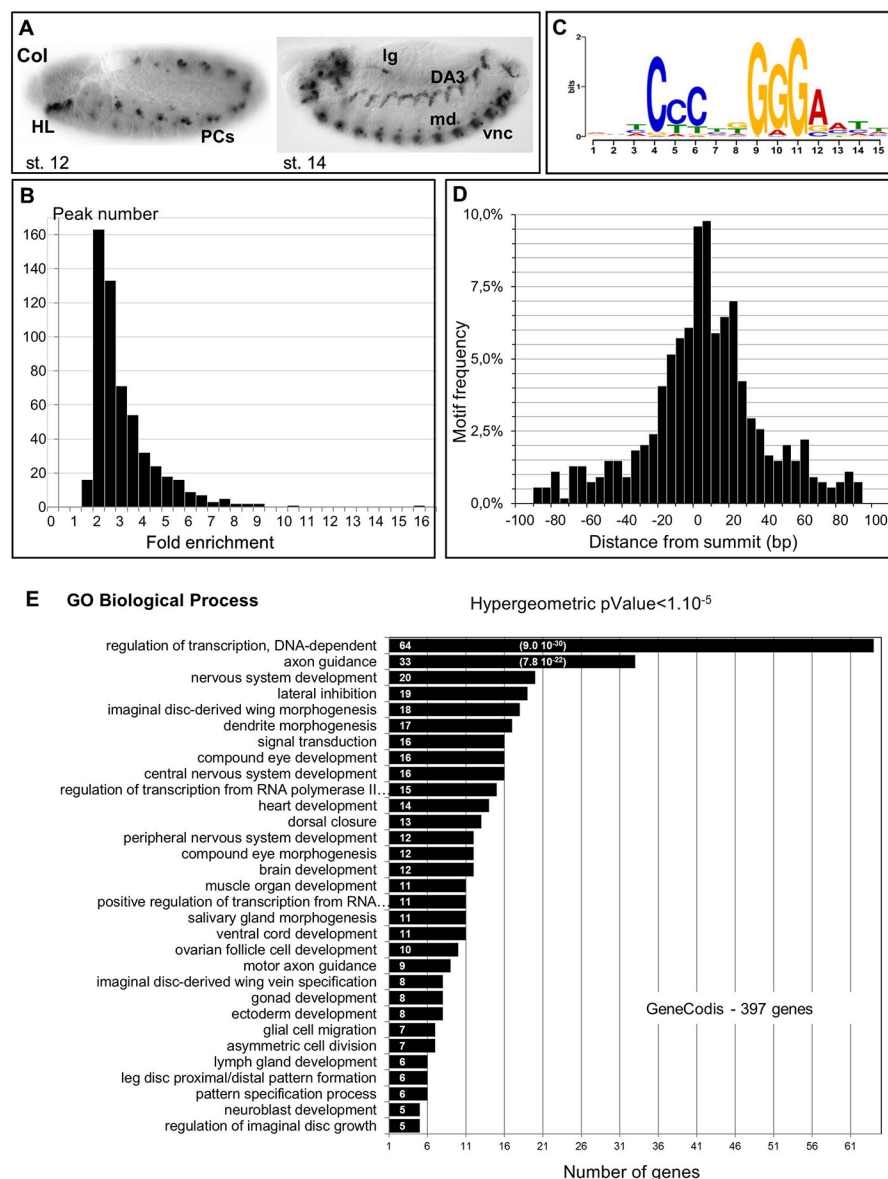 A
Col
HL
PCs
st. 12
lg
DA3
md
vnc
st. 14
C
2
bits
1
0
CCC GGGA
1 2 3 4 5 6 7 8 9 10 11 12 13 14 15
B
Peak number
160
140
120
100
80
60
40
20
0
0 1 2 3 4 5 6 7 8 9 10 11 12 13 14 15 16
Fold enrichment
D
10,0%
7,5%
5,0%
2,5%
0,0%
Motif frequency
-100 -80 -60 -40 -20 0 20 40 60 80 100
Distance from summit (bp)
E GO Biological Process
Hypergeometric pValue<1.10-5
regulation of transcription, DNA-dependent 64 (9.0 10-30)
axon guidance 33 (7.8 10-22)
nervous system development 20
lateral inhibition 19
imaginal disc-derived wing morphogenesis 18
dendrite morphogenesis 17
signal transduction 16
compound eye development 16
central nervous system development 16
regulation of transcription from RNA polymerase II… 15
heart development 14
dorsal closure 13
peripheral nervous system development 12
compound eye morphogenesis 12
brain development 12
muscle organ development 11
positive regulation of transcription from RNA… 11
salivary gland morphogenesis 11
ventral cord development 11
ovarian follicle cell development 10
motor axon guidance 9
imaginal disc-derived wing vein specification 8
gonad development 8
ectoderm development 8
glial cell migration 7
asymmetric cell division 7
lymph gland development 6
leg disc proximal/distal pattern formation 6
pattern specification process 6
neuroblast development 5
regulation of imaginal disc growth 5
GeneCodis - 397 genes
1 6 11 16 21 26 31 36 41 46 51 56 61
Number of genes